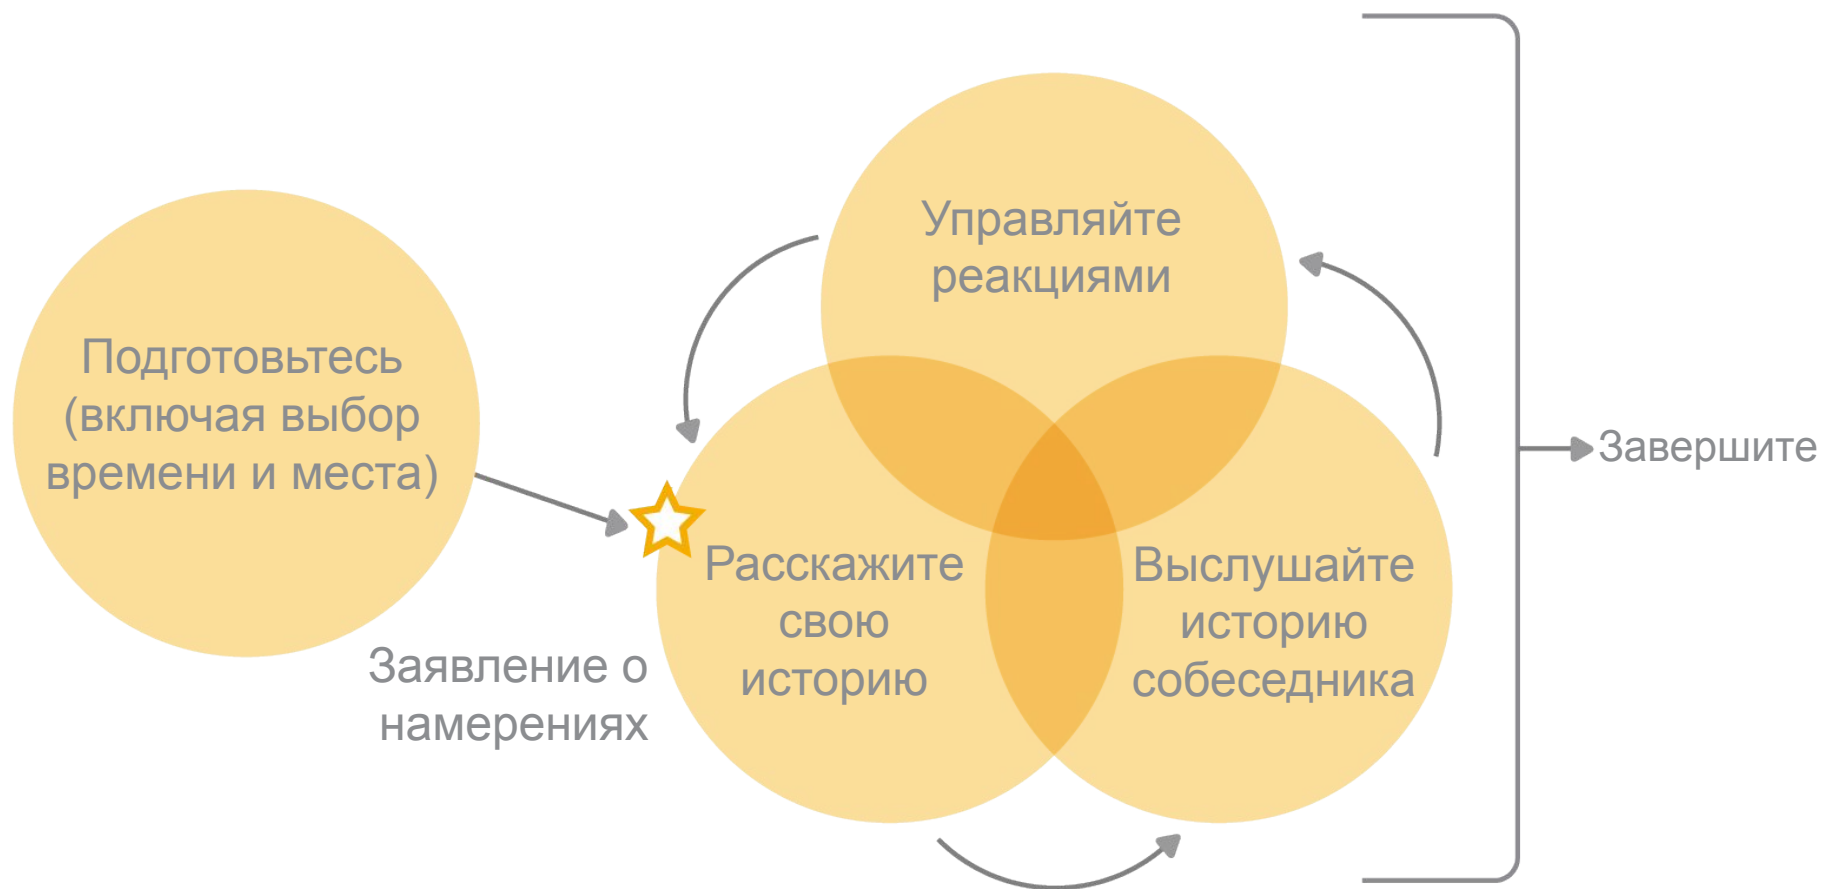 Подготовьтесь
(включая выбор
времени и места)
Заявление о
намерениях
Управляйте
реакциями
Расскажите
свою
историю
Выслушайте
историю
собеседника
Завершите